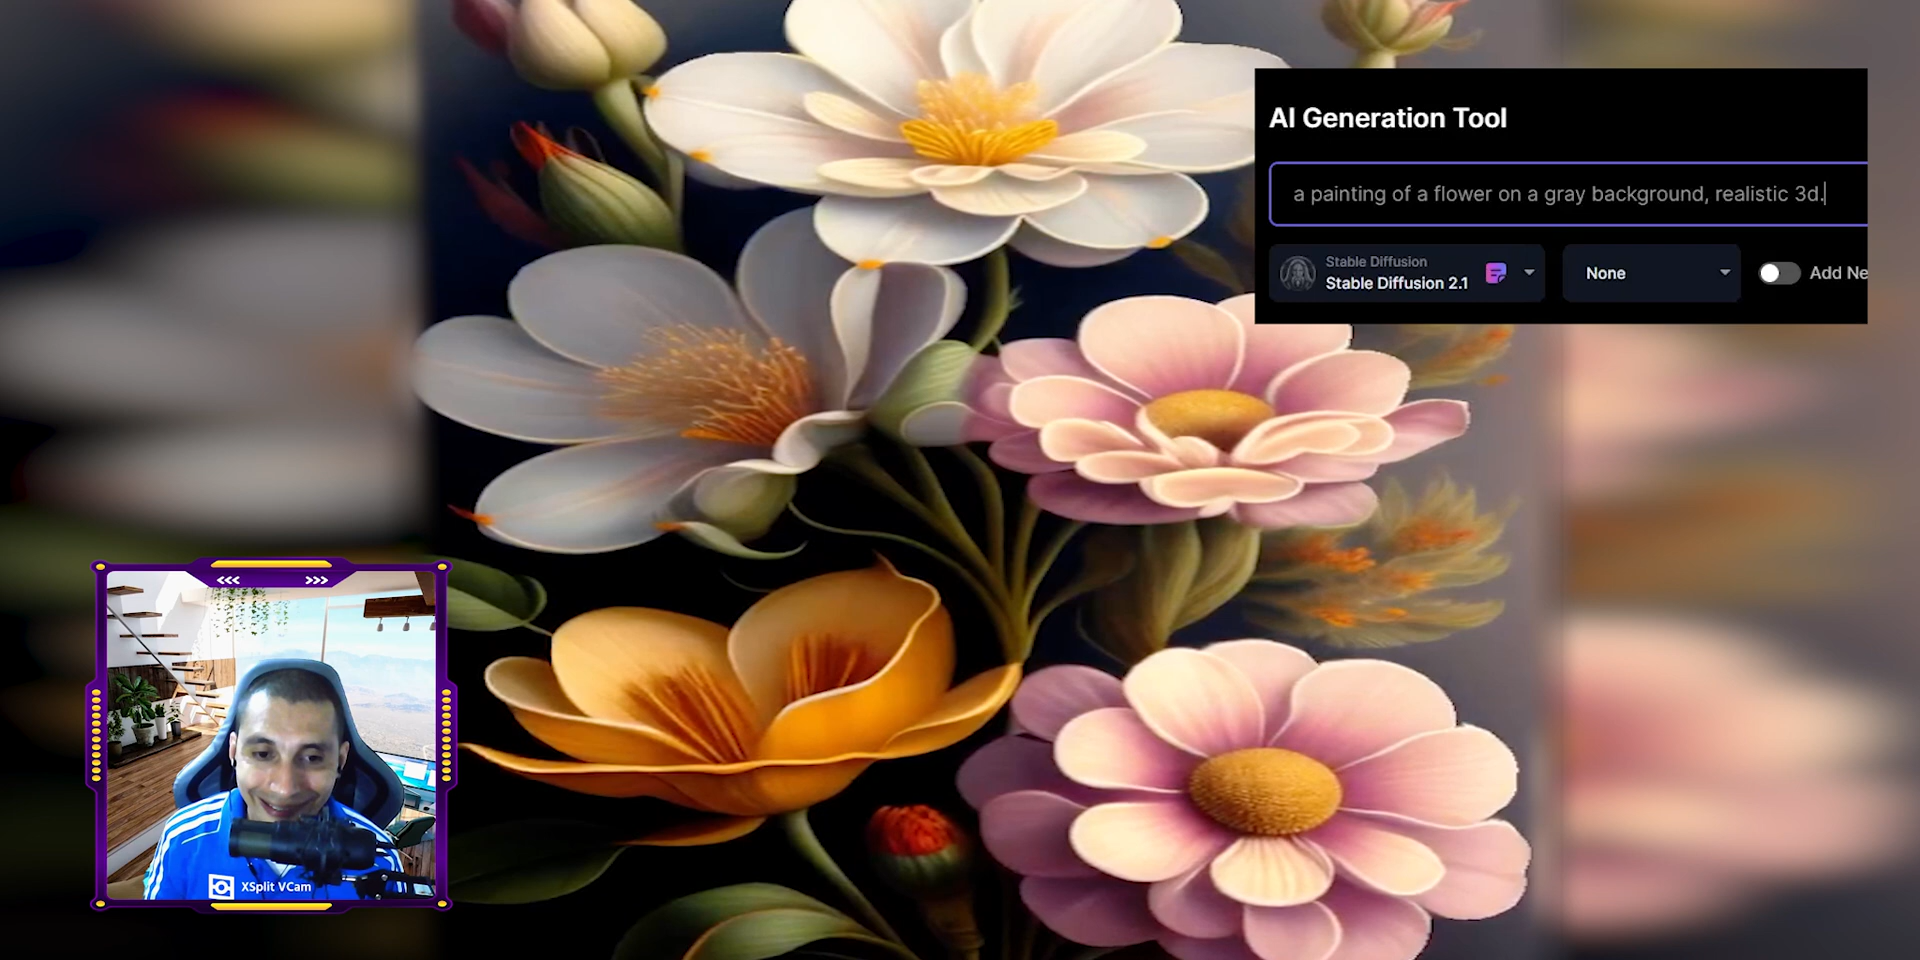 AI Generation Tool
a painting of a flower on a gray background, realistic 3d.
Stable Diffusion
Stable Diffusion 2.1
None
Add Ne
<<< >>>
XSplit VCam